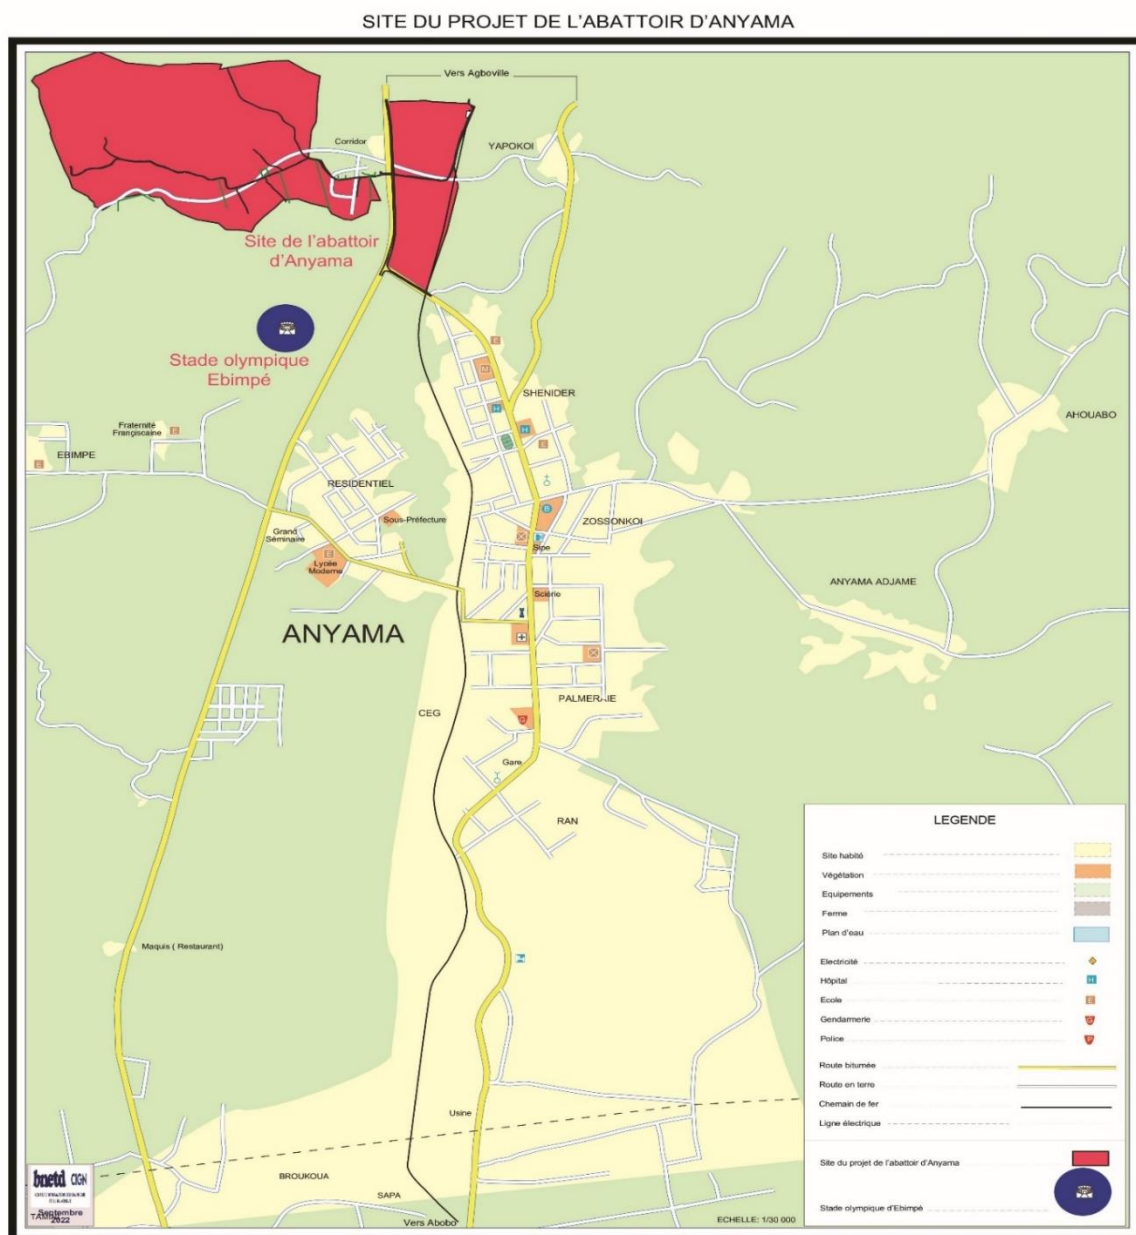 SITE DU PROJET DE L'ABATTOIR D'ANYAMA
Vers Agboville
Corridor
YAPOKOI
Site de l'abattoir
d'Anyama
Stade olympique
Ebimpé
SHENIDER
Fraternité
Françiscaine
EBIMPE
AHOUABO
RESIDENTIEL
Sous-Préfecture
ZOSSONKOI
Grand
Séminaire
Sipe
Lycée
Moderne
ANYAMA ADJAME
Scierie
ANYAMA
PALMERAIE
CEG
Gare
RAN
Maquis ( Restaurant)
Usine
BROUKOUA
SAPA
Vers Abobo
ECHELLE: 1/30 000
bnetd CIGN
Septembre
2022
LEGENDE
Site habité
Végétation
Equipements
Ferme
Plan d'eau
Electricité
Hôpital
H
Ecole
E
Gendarmerie
G
Police
P
Route bitumée
Route en terre
Chemain de fer
Ligne électrique
Site du projet de l'abattoir d'Anyama
Stade olympique d'Ebimpé